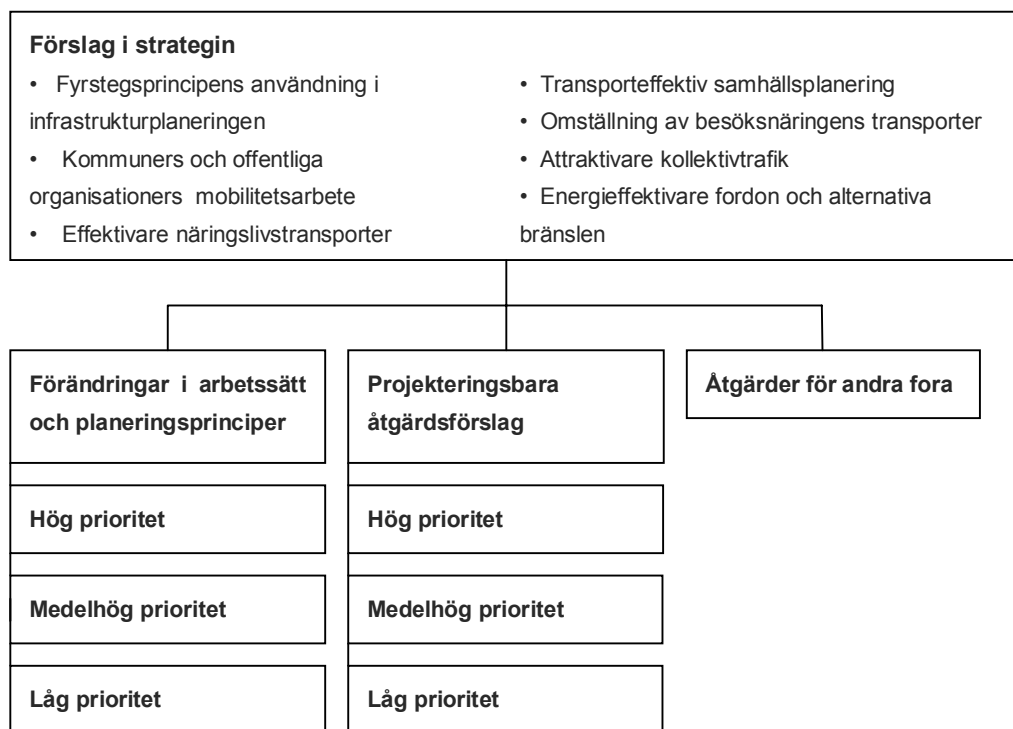 Förslag i strategin
• Fyrstegsprincipens användning i
infrastrukturplaneringen
• Kommuners och offentliga
organisationers mobilitetsarbete
• Effektivare näringslivstransporter
• Transporteffektiv samhällsplanering
• Omställning av besöksnäringens transporter
• Attraktivare kollektivtrafik
• Energieffektivare fordon och alternativa
bränslen
Förändringar i arbetssätt
och planeringsprinciper
Hög prioritet
Medelhög prioritet
Låg prioritet
Projekteringsbara
åtgärdsförslag
Hög prioritet
Medelhög prioritet
Låg prioritet
Åtgärder för andra fora